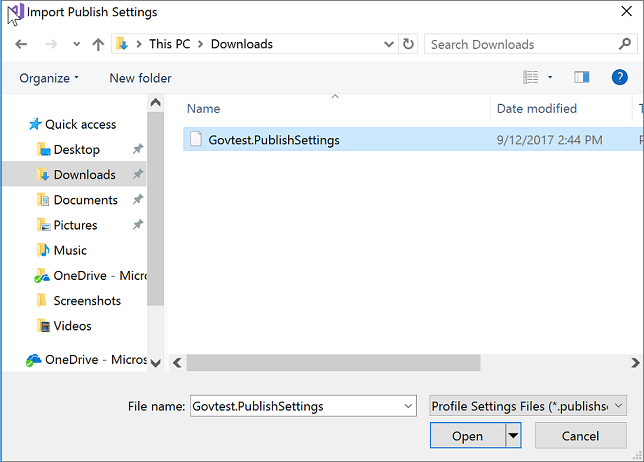 Import Publish Settings
This PC > Downloads
Search Downloads
Organize
New folder
?
Name
Date modified
Quick access
Desktop
Downloads
Documents
Pictures
Music
OneDrive - Micr
Screenshots
Videos
OneDrive - Micros
Govtest.PublishSettings
9/12/2017 2:44 PM
File name:
Govtest.PublishSettings
Profile Settings Files (*.publishse
Open
Cancel